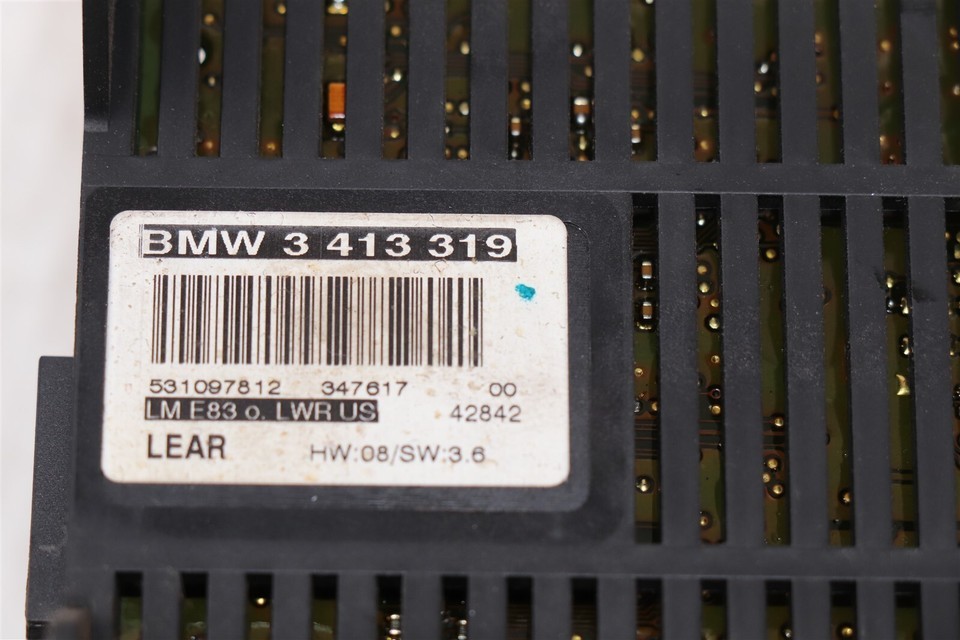 BMW 3 413 319
531097812 347617 00
LM E83 o. LWR US 42842
LEAR HW:08/SW:3.6